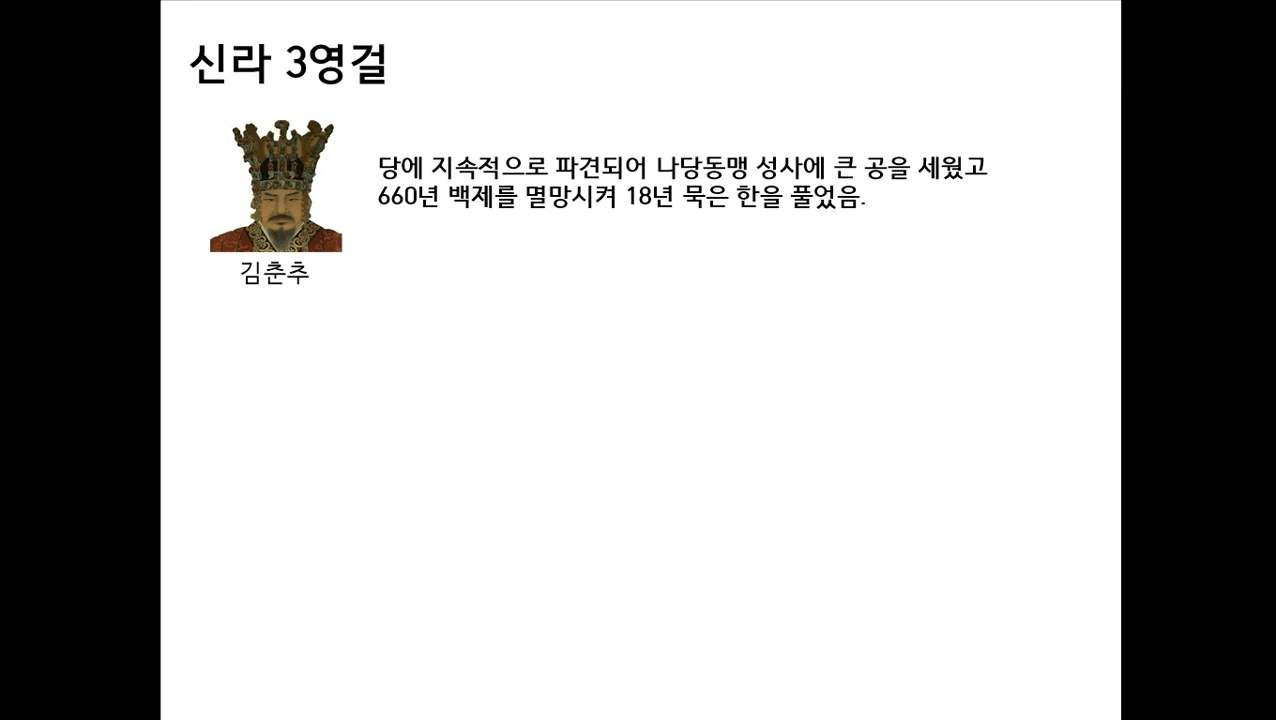 신라 3영걸
당에 지속적으로 파견되어 나당동맹 성사에 큰 공을 세웠고
660년 백제를 멸망시켜 18년 묵은 한을 풀었음.
김춘추